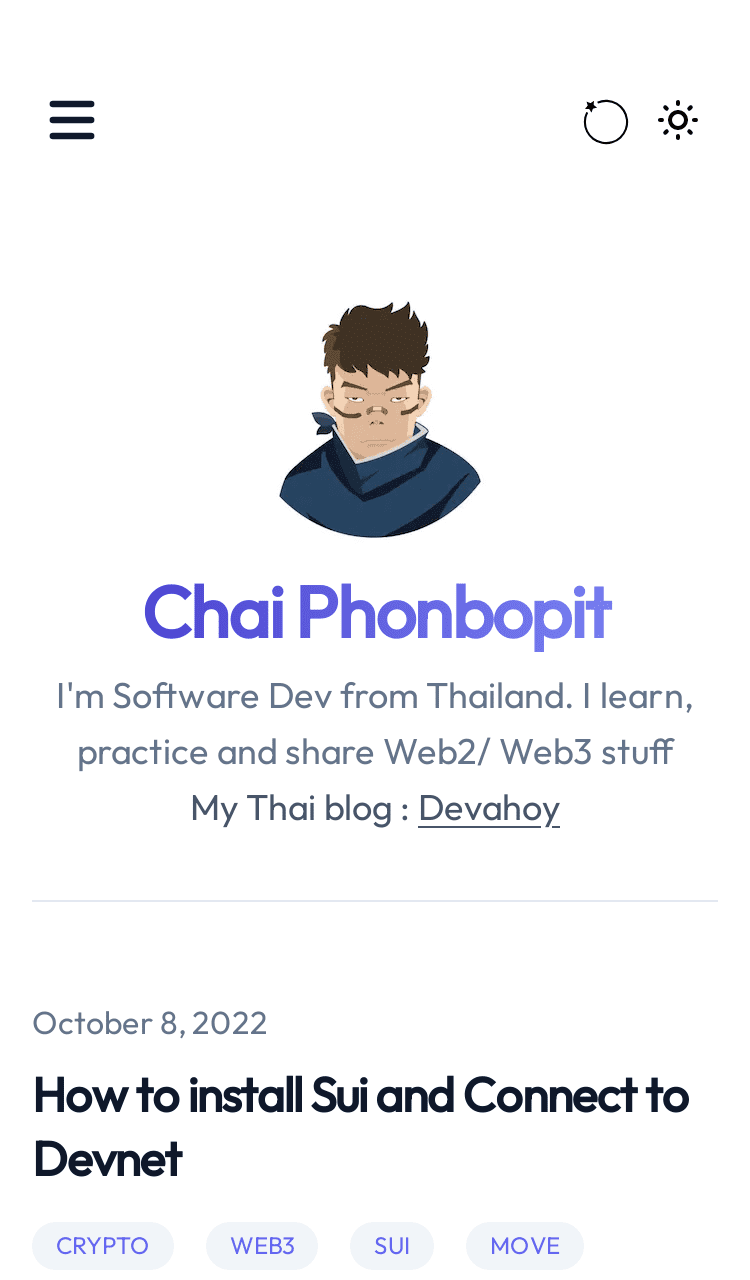 Chai Phonbopit
I'm Software Dev from Thailand. I learn,
practice and share Web2/ Web3 stuff
My Thai blog : Devahoy
October 8, 2022
How to install Sui and Connect to
Devnet
CRYPTO WEB3 SUI MOVE